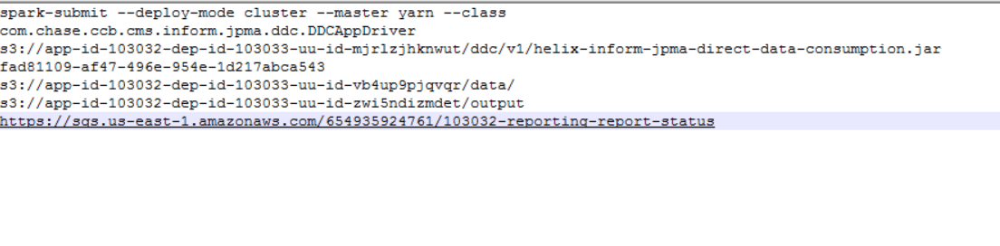 spark-submit --deploy-mode cluster --master yarn --class
com.chase.ccb.cms.inform.jpma.ddc.DDCAppDriver
s3://app-id-103032-dep-id-103033-uu-id-mjrlzjhknwut/ddc/v1/helix-inform-jpma-direct-data-consumption.jar
fad81109-af47-496e-954e-1d217abca543
s3://app-id-103032-dep-id-103033-uu-id-vb4up9pjqvqr/data/
s3://app-id-103032-dep-id-103033-uu-id-zwi5ndizmdet/output
https://sqs.us-east-1.amazonaws.com/654935924761/103032-reporting-report-status